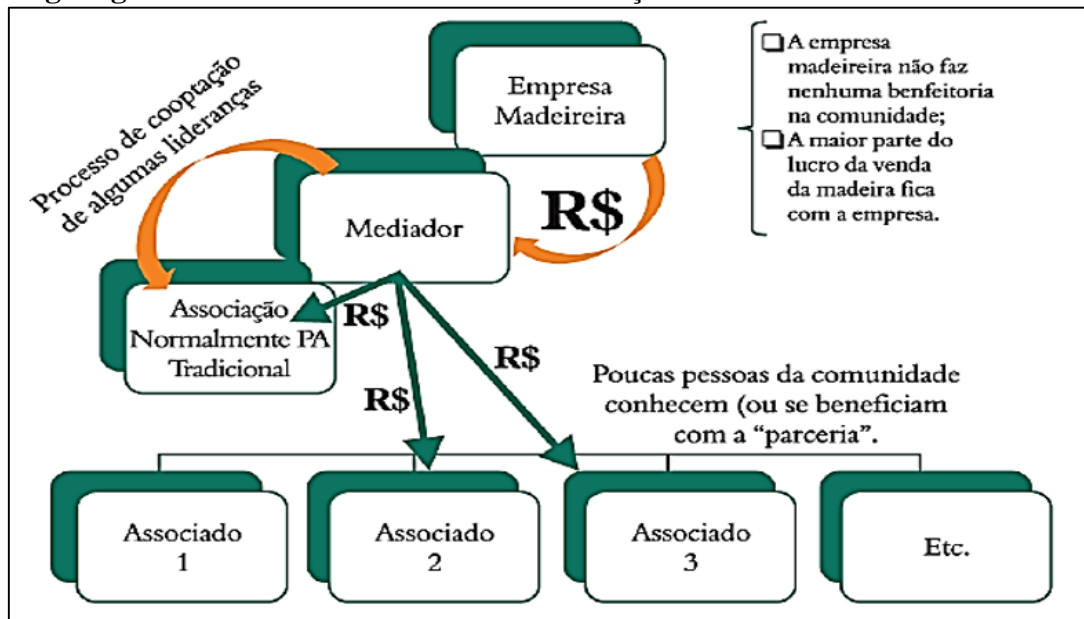 Processo de cooptação
de algumas lideranças
Empresa
Madeireira
❑ A empresa
madeireira não faz
nenhuma benfeitoria
na comunidade;
❑ A maior parte do
lucro da venda
da madeira fica
com a empresa.
R$
Mediador
Associação
Normalmente PA
Tradicional
R$
R$
R$
Poucas pessoas da comunidade
conhecem (ou se beneficiam
com a “parceria”.
Associado
1
Associado
2
Associado
3
Etc.